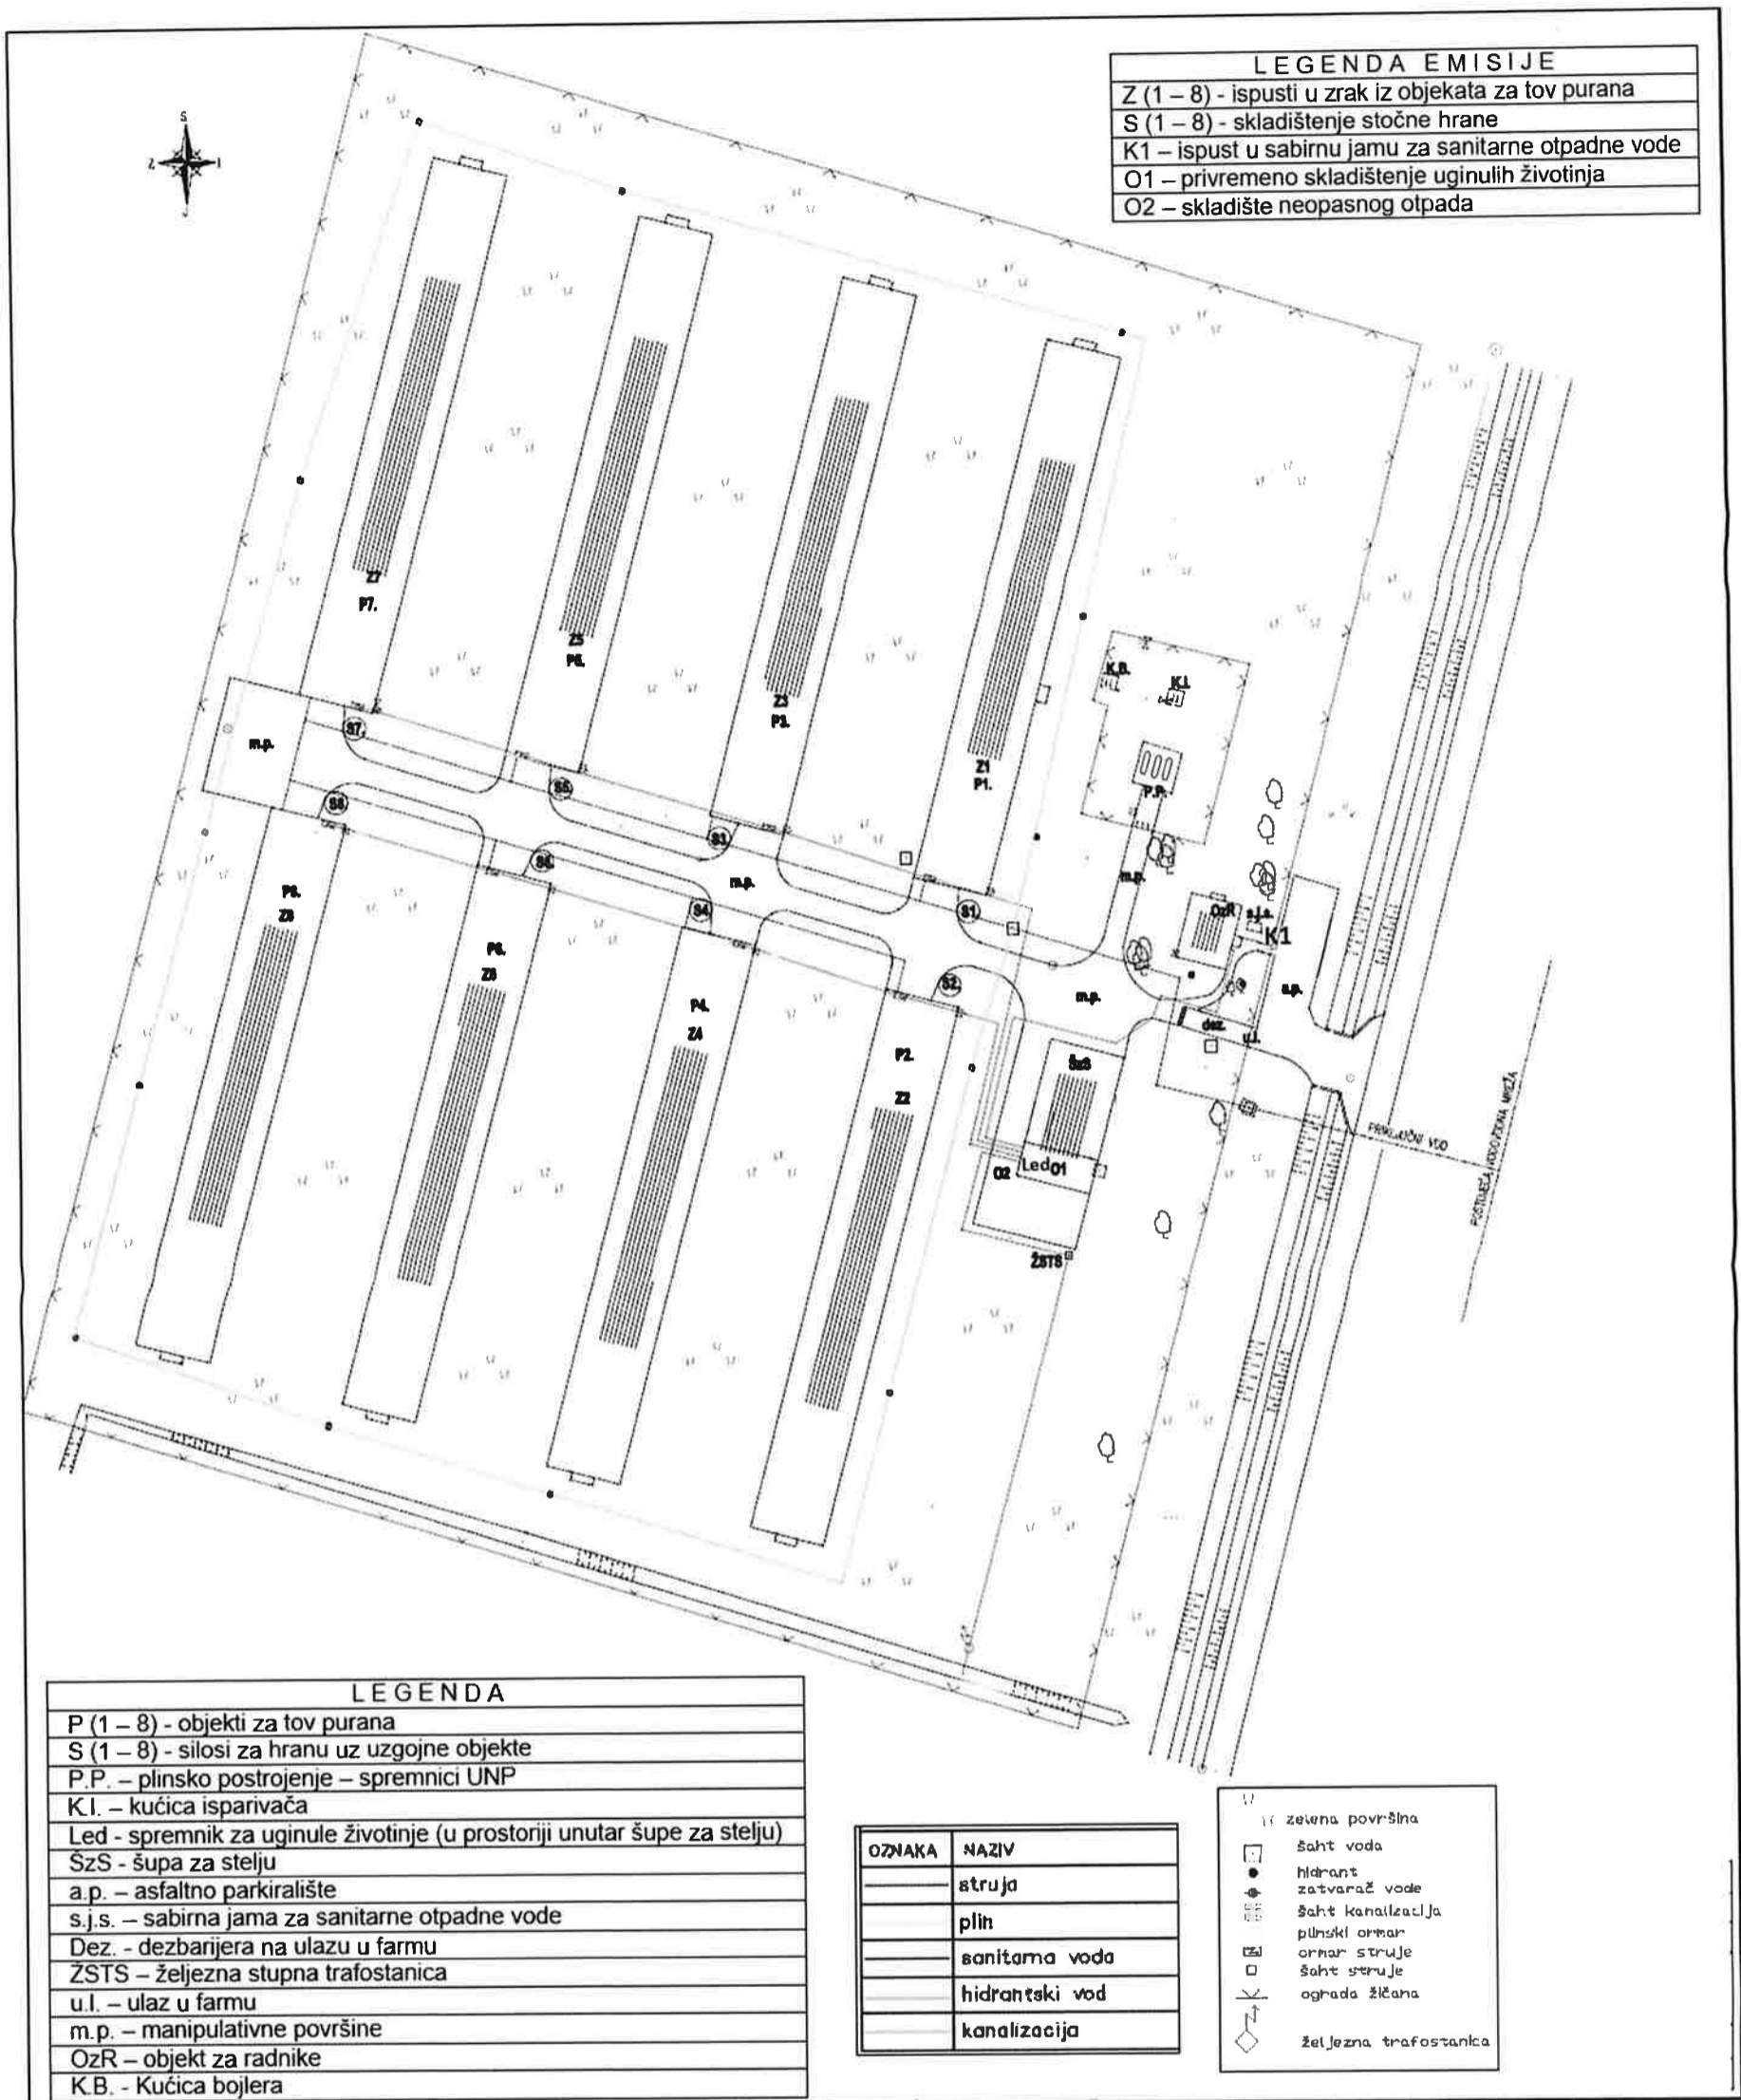 LEGENDA EMISIJE
Z (1 – 8) - ispusti u zrak iz objekata za tov purana
S (1 – 8) - skladištenje stočne hrane
K1 – ispust u sabirnu jamu za sanitarne otpadne vode
O1 – privremeno skladištenje uginulih životinja
O2 – skladište neopasnog otpada
S
Z I
J
Z7
P7.
Z5
P5.
Z3
P3.
Z1
P1.
K.B.
K.I.
P.P.
m.p.
S7.
S5.
S3.
S1.
m.p.
m.p.
m.p.
OzR
s.j.s.
K1
a.p.
dez.
u.l.
S8.
S6.
S4.
S2.
P8.
Z8
P6.
Z6
P4.
Z4
P2.
Z2
ŠzS
Led
O1
O2
ŽSTS
PRIKLJUČNI VOD
POSTOJEĆA VODOVODNA MREŽA
LEGENDA
P (1 – 8) - objekti za tov purana
S (1 – 8) - silosi za hranu uz uzgojne objekte
P.P. – plinsko postrojenje – spremnici UNP
K.I. – kućica isparivača
Led - spremnik za uginule životinje (u prostoriji unutar šupe za stelju)
ŠzS - šupa za stelju
a.p. – asfaltno parkiralište
s.j.s. – sabirna jama za sanitarne otpadne vode
Dez. - dezbarijera na ulazu u farmu
ŽSTS – željezna stupna trafostanica
u.l. – ulaz u farmu
m.p. – manipulativne površine
OzR – objekt za radnike
K.B. - Kućica bojlera
OZNAKA NAZIV
struja
plin
sanitarna voda
hidrantski vod
kanalizacija
zelena površina
šaht voda
hidrant
zatvarač vode
šaht kanalizacija
plinski ormar
ormar struje
šaht struje
ograda žičana
željezna trafostanica